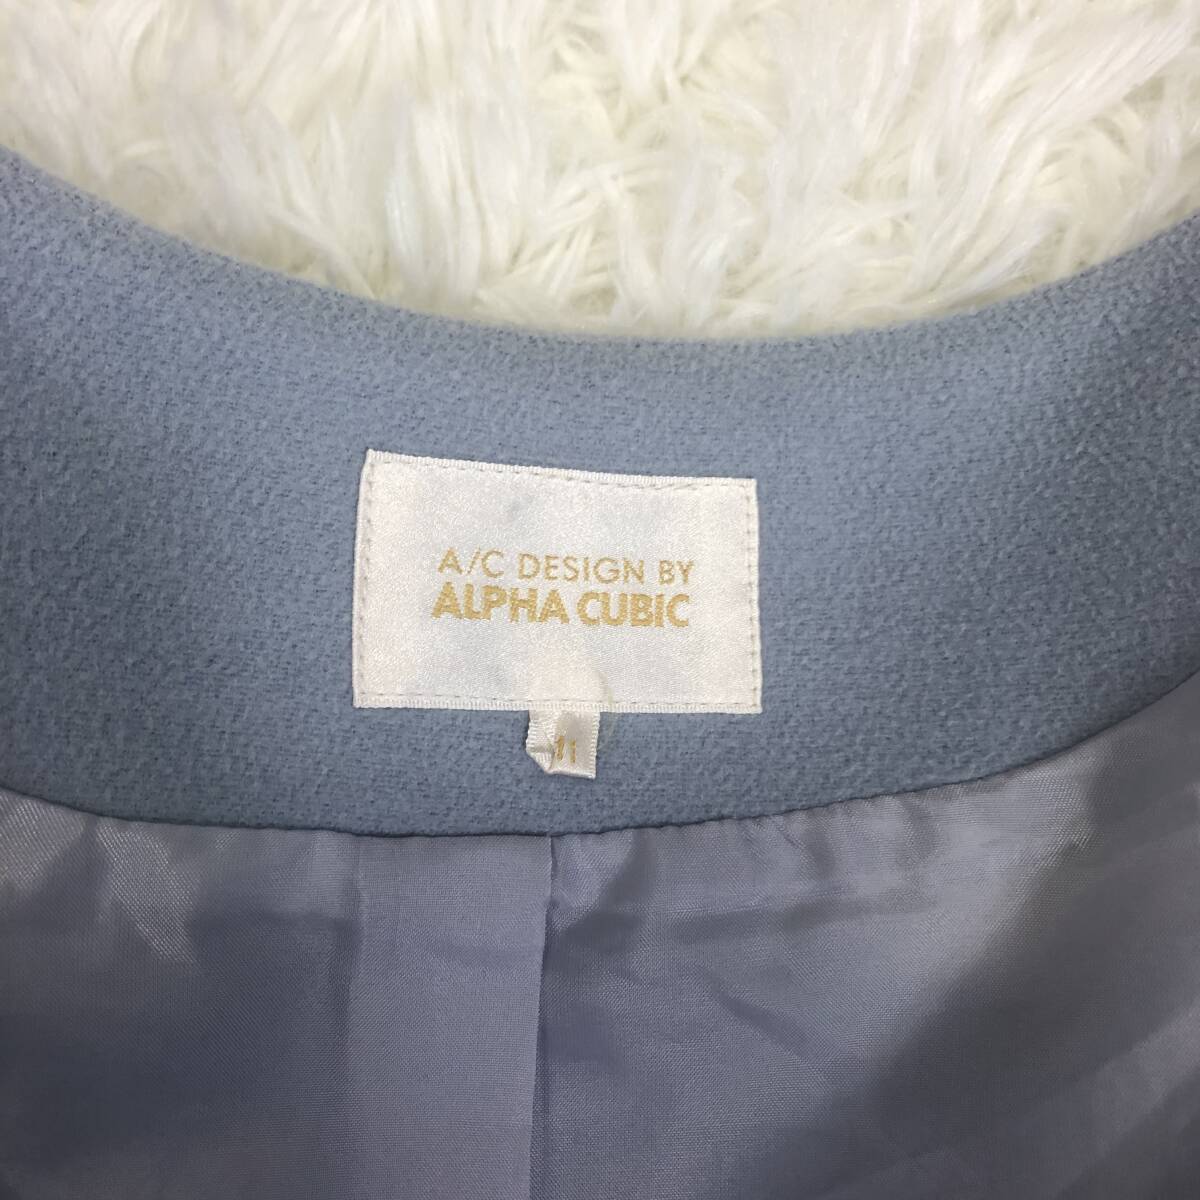 A/C DESIGN BY
ALPHA CUBIC
11